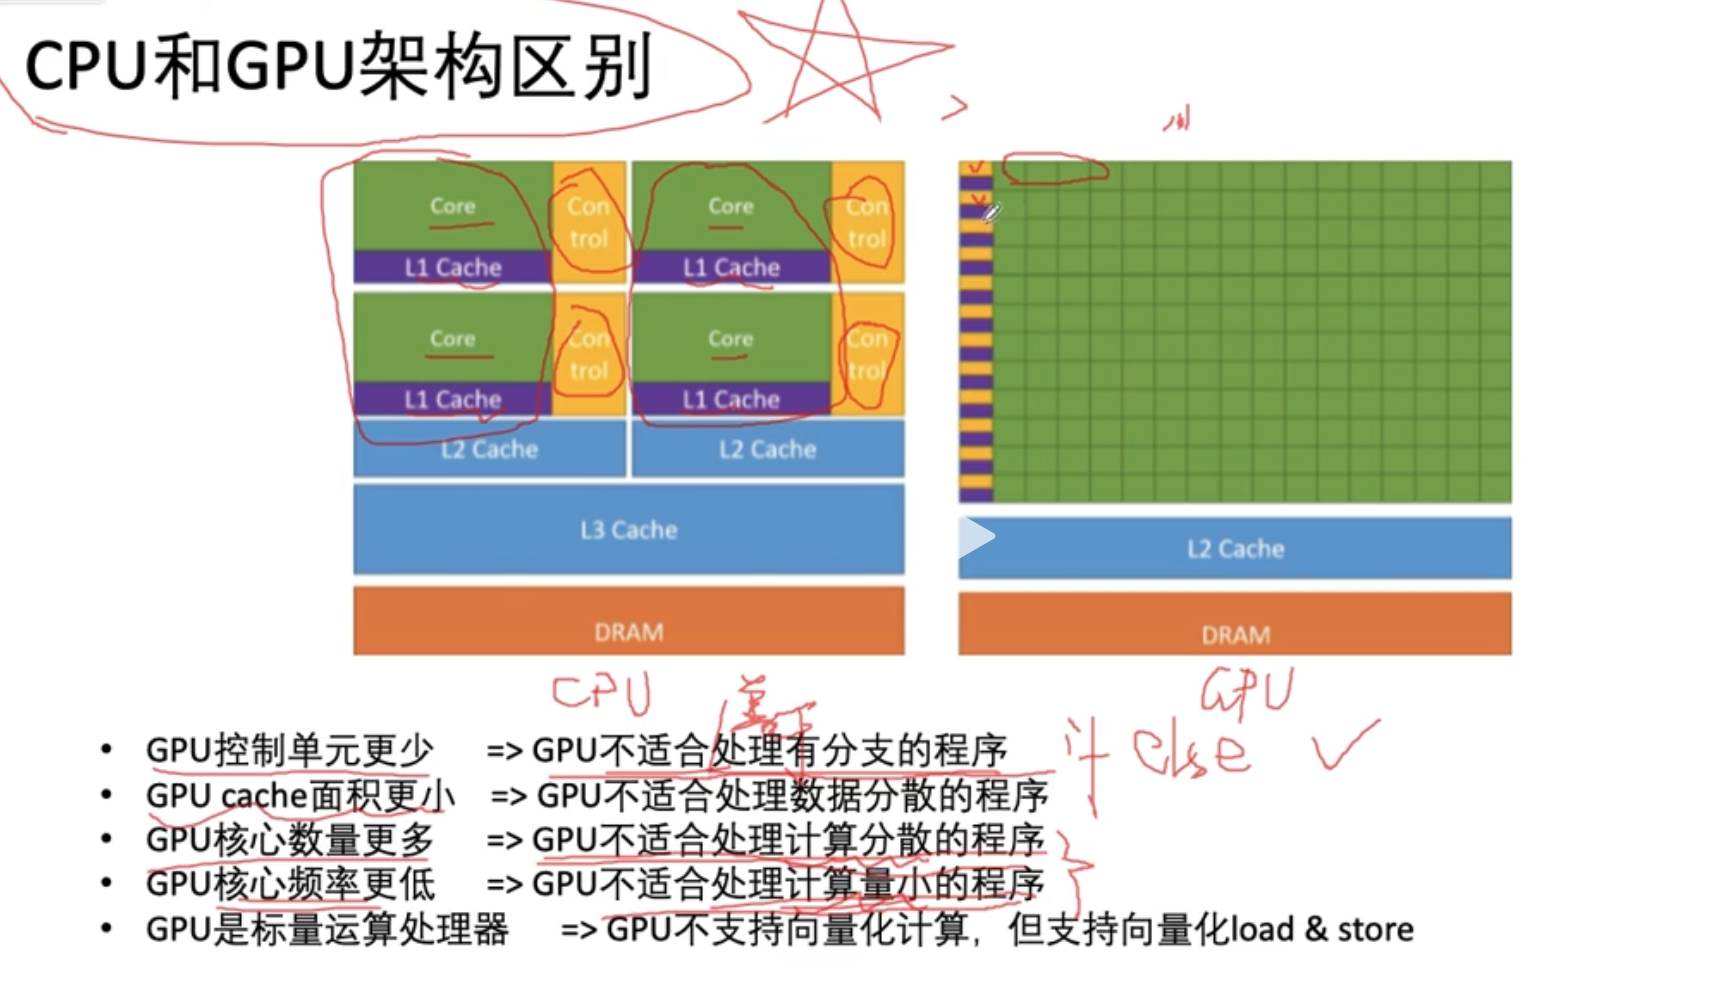 CPU和GPU架构区别
Core
Con
trol
L1 Cache
Core
Con
trol
L1 Cache
Core
Con
trol
L1 Cache
Core
Con
trol
L1 Cache
L2 Cache
L2 Cache
L3 Cache
DRAM
L2 Cache
DRAM
CPU
GPU
if else
• GPU控制单元更少 => GPU不适合处理有分支的程序
• GPU cache面积更小 => GPU不适合处理数据分散的程序
• GPU核心数量更多 => GPU不适合处理计算分散的程序
• GPU核心频率更低 => GPU不适合处理计算量小的程序
• GPU是标量运算处理器 => GPU不支持向量化计算，但支持向量化load & store